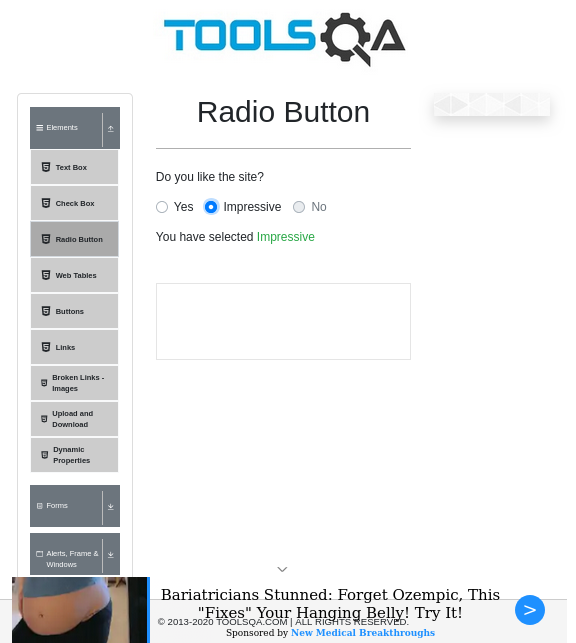 TOOLSQA
Radio Button
Elements
Text Box
Check Box
Radio Button
Web Tables
Buttons
Links
Broken Links -
Images
Upload and
Download
Dynamic
Properties
Forms
Alerts, Frame &
Windows
Do you like the site?
Yes Impressive No
You have selected Impressive
Bariatricians Stunned: Forget Ozempic, This
"Fixes" Your Hanging Belly! Try It!
© 2013-2020 TOOLSQA.COM | ALL RIGHTS RESERVED.
Sponsored by New Medical Breakthroughs